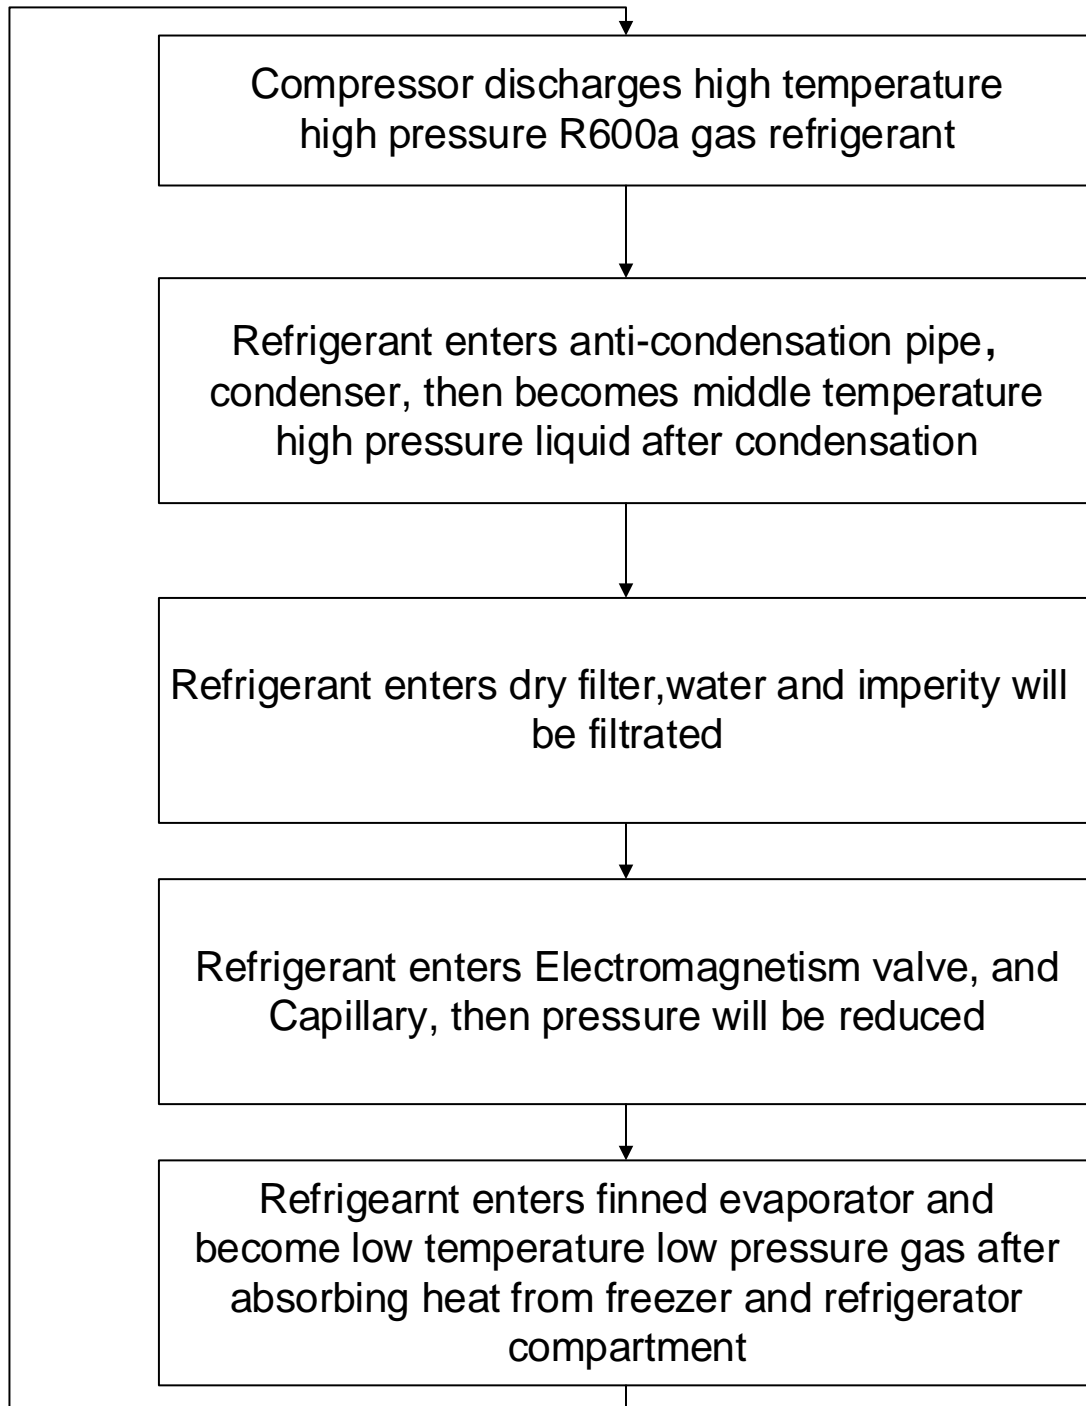 Compressor discharges high temperature
high pressure R600a gas refrigerant
Refrigerant enters anti-condensation pipe,
condenser, then becomes middle temperature
high pressure liquid after condensation
Refrigerant enters dry filter,water and imperity will
be filtrated
Refrigerant enters Electromagnetism valve, and
Capillary, then pressure will be reduced
Refrigearnt enters finned evaporator and
become low temperature low pressure gas after
absorbing heat from freezer and refrigerator
compartment